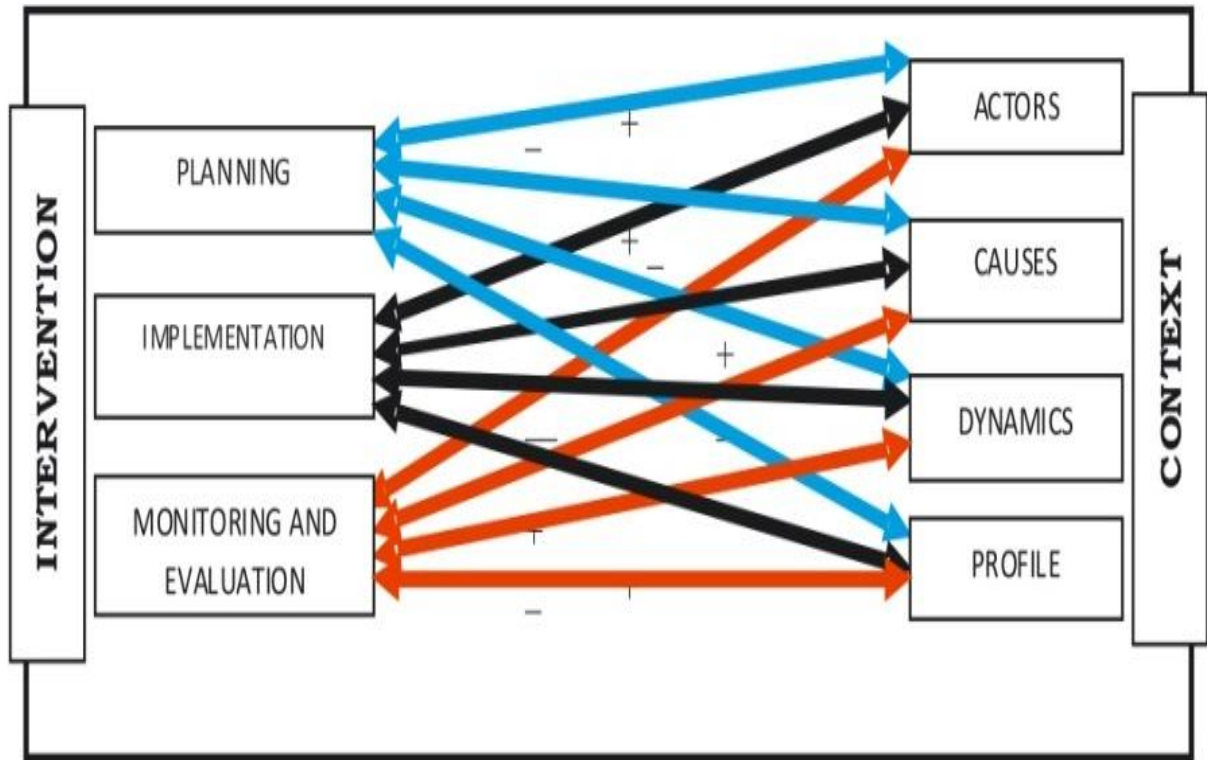 INTERVENTION
PLANNING
IMPLEMENTATION
MONITORING AND
EVALUATION
+
−
+
−
+
—
-
+
−
ACTORS
CAUSES
DYNAMICS
PROFILE
CONTEXT